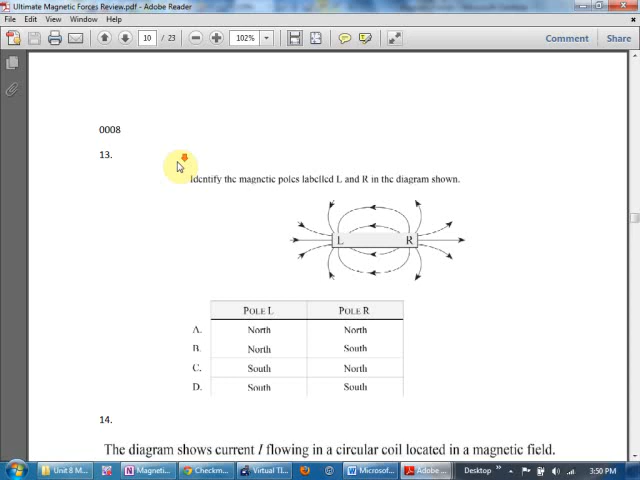 Ultimate Magnetic Forces Review.pdf - Adobe Reader
File Edit View Window Help
10 / 23 102% Comment Share
0008
13.
Identify the magnetic poles labelled L and R in the diagram shown.
L R
POLE L POLE R
A. North North
B. North South
C. South North
D. South South
14.
The diagram shows current I flowing in a circular coil located in a magnetic field.
Unit 8 M... Magneti... Checkm... Virtual TI... Microsof... Adobe ... Desktop 3:50 PM